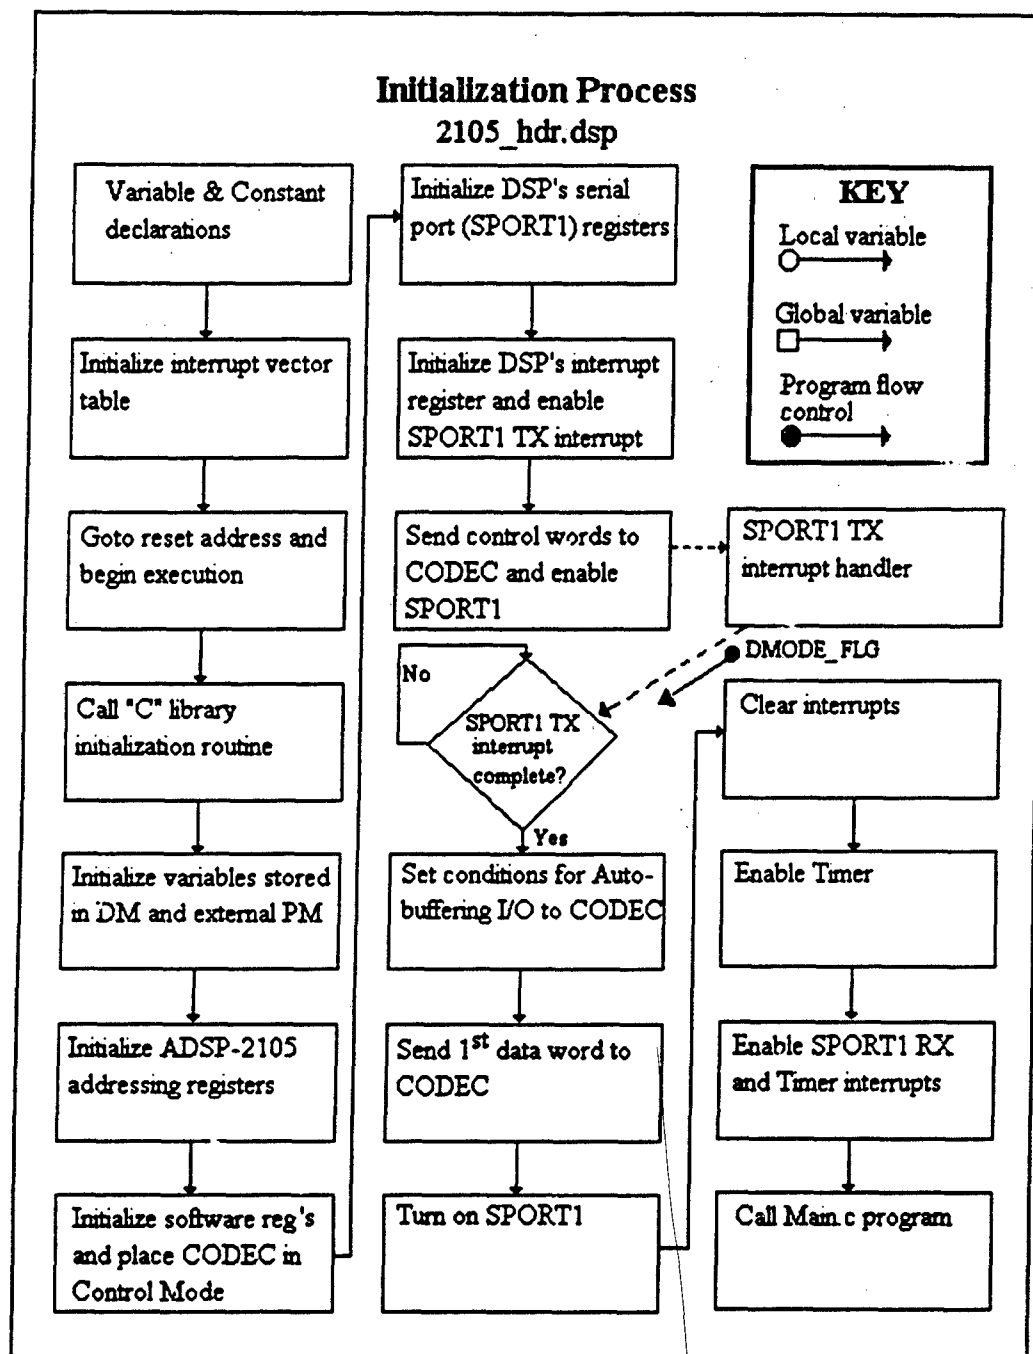 Initialization Process
2105_hdr.dsp
Variable & Constant
declarations
Initialize interrupt vector
table
Goto reset address and
begin execution
Call "C" library
initialization routine
Initialize variables stored
in DM and external PM
Initialize ADSP-2105
addressing registers
Initialize software reg's
and place CODEC in
Control Mode
Initialize DSP's serial
port (SPORT1) registers
Initialize DSP's interrupt
register and enable
SPORT1 TX interrupt
Send control words to
CODEC and enable
SPORT1
No
SPORT1 TX
interrupt
complete?
Yes
Set conditions for Auto-
buffering I/O to CODEC
Send 1st data word to
CODEC
Turn on SPORT1
KEY
Local variable
Global variable
Program flow
control
SPORT1 TX
interrupt handler
DMODE_FLG
Clear interrupts
Enable Timer
Enable SPORT1 RX
and Timer interrupts
Call Main.c program